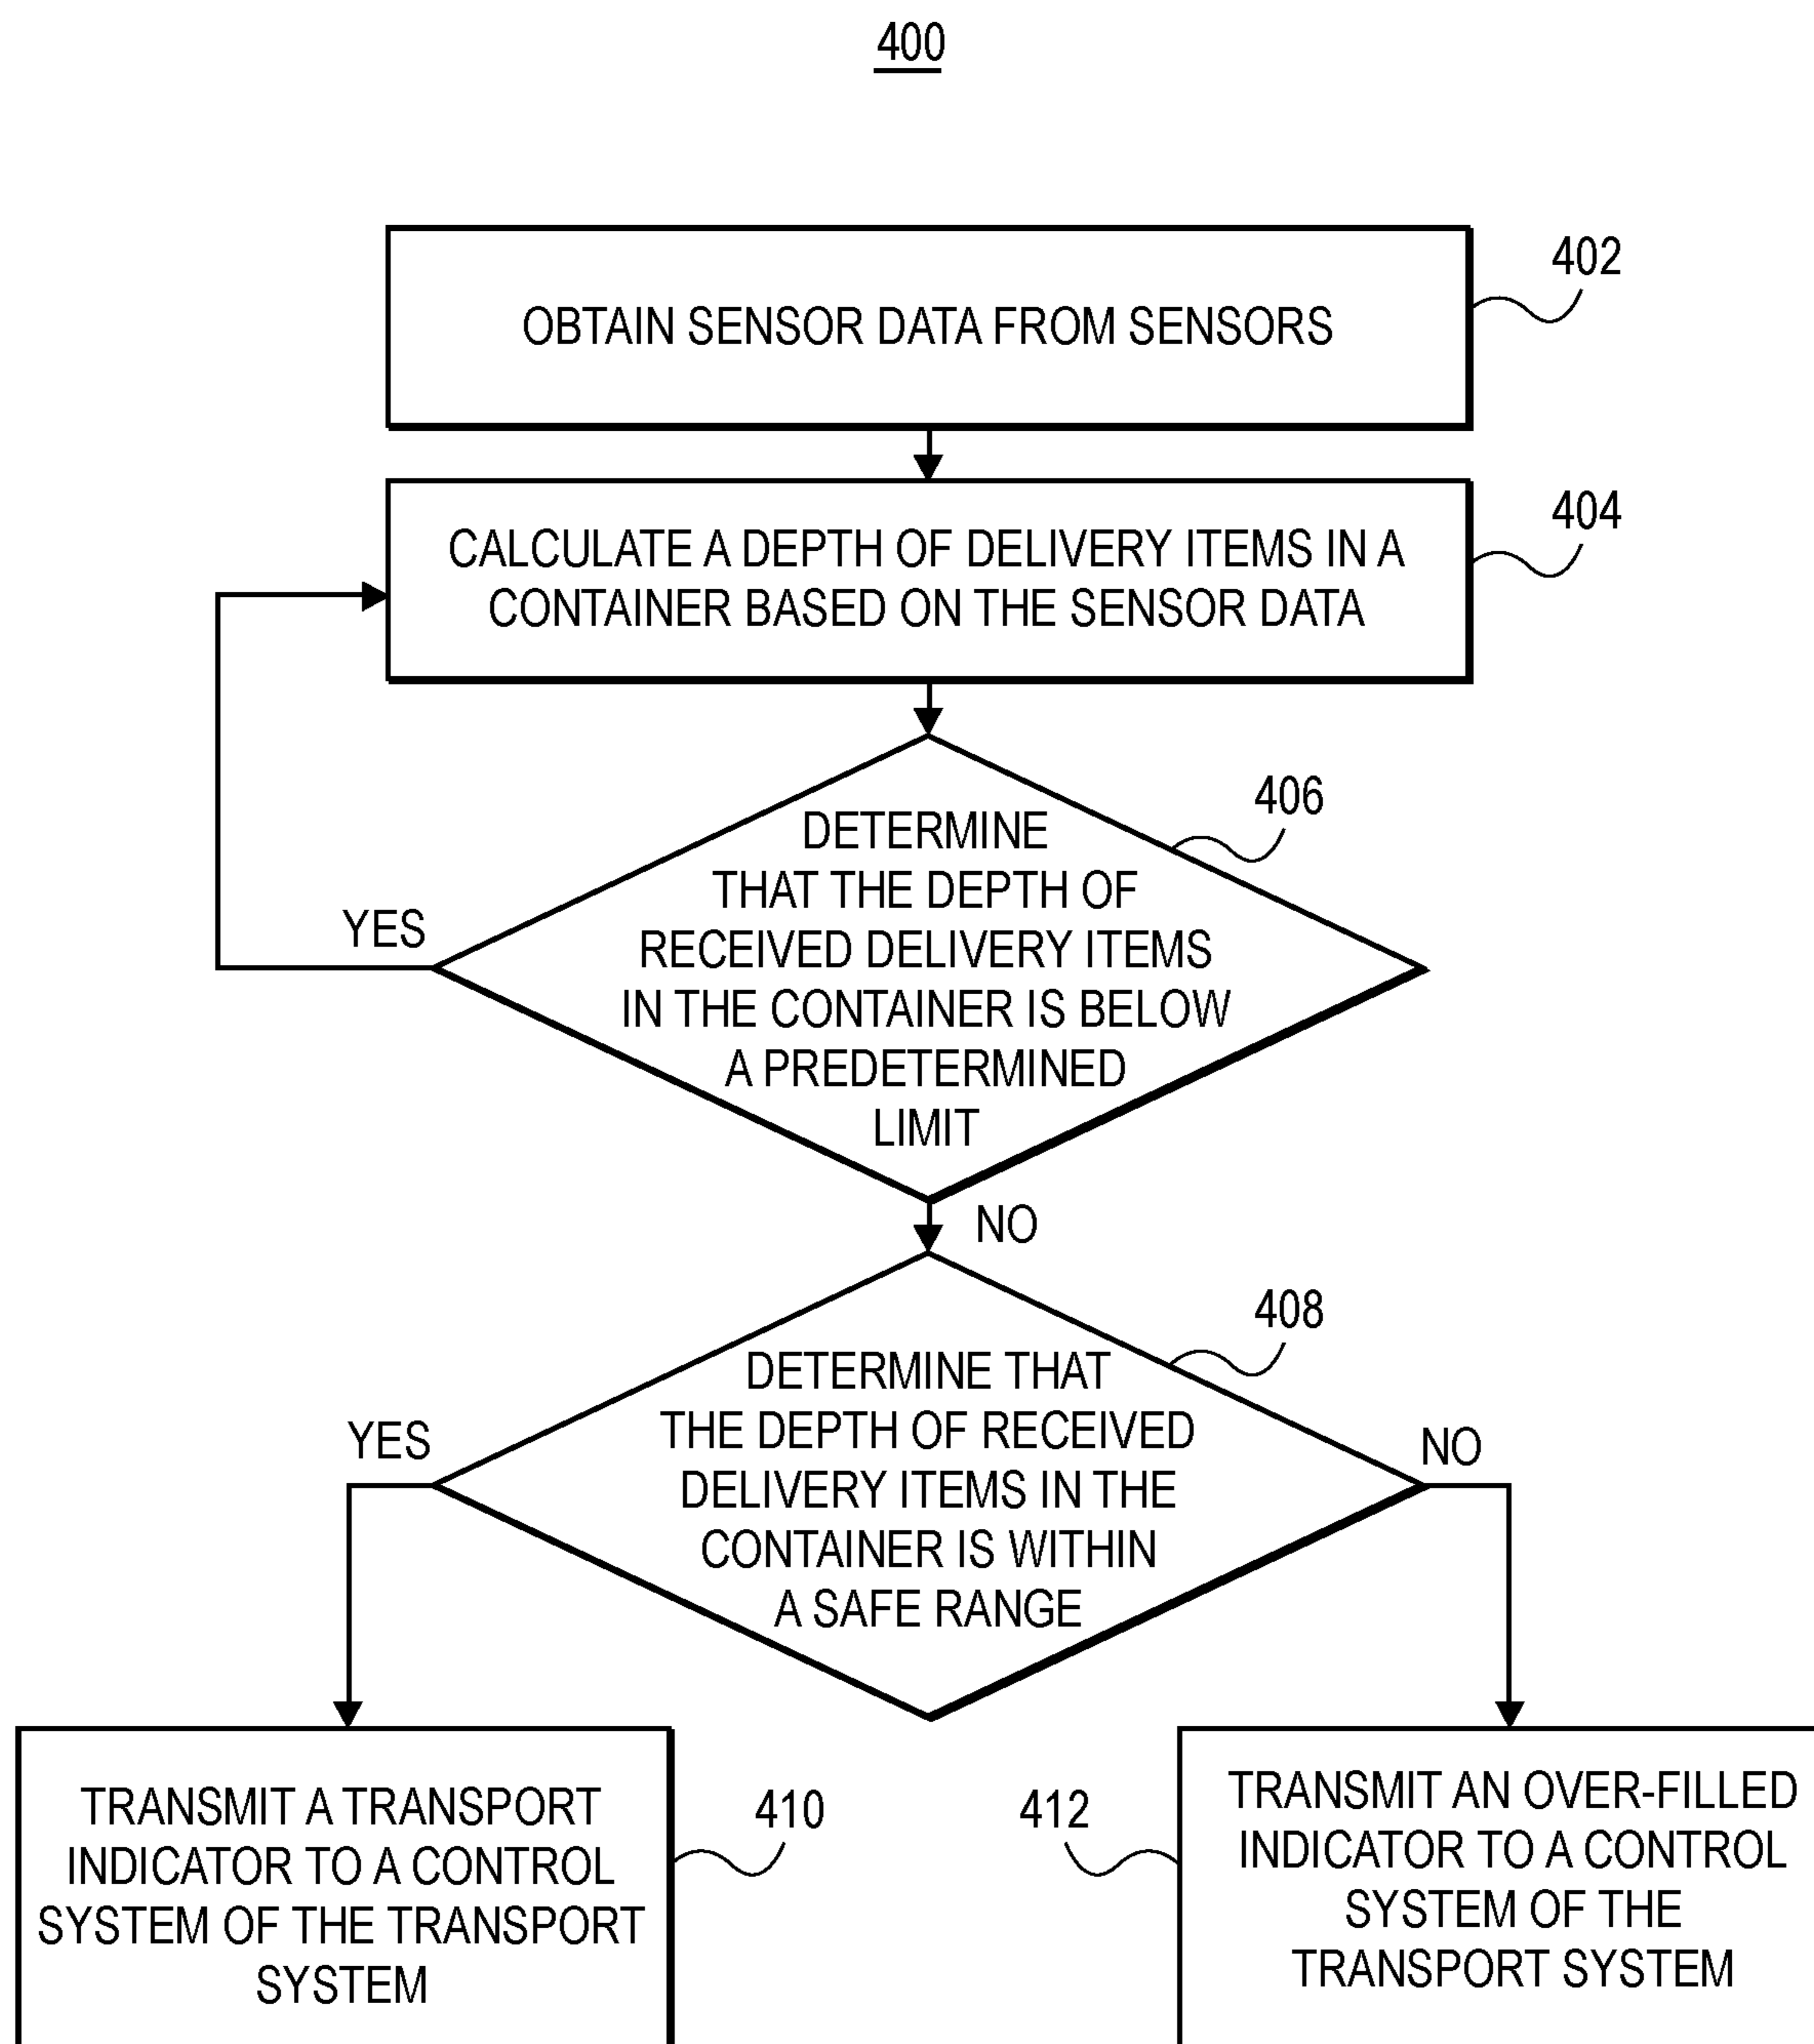 400
402
OBTAIN SENSOR DATA FROM SENSORS
404
CALCULATE A DEPTH OF DELIVERY ITEMS IN A
CONTAINER BASED ON THE SENSOR DATA
406
DETERMINE
THAT THE DEPTH OF
RECEIVED DELIVERY ITEMS
IN THE CONTAINER IS BELOW
A PREDETERMINED
LIMIT
YES
NO
408
DETERMINE THAT
THE DEPTH OF RECEIVED
DELIVERY ITEMS IN THE
CONTAINER IS WITHIN
A SAFE RANGE
YES
NO
TRANSMIT A TRANSPORT
INDICATOR TO A CONTROL
SYSTEM OF THE TRANSPORT
SYSTEM
410
412
TRANSMIT AN OVER-FILLED
INDICATOR TO A CONTROL
SYSTEM OF THE
TRANSPORT SYSTEM